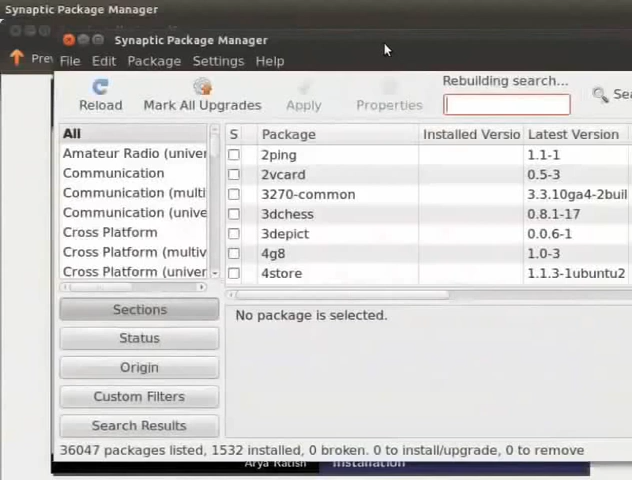 Synaptic Package Manager
Synaptic Package Manager
Prev
File Edit Package Settings Help
Rebuilding search...
Reload Mark All Upgrades Apply Properties
All
Amateur Radio (univer
Communication
Communication (multi
Communication (unive
Cross Platform
Cross Platform (multiv
Cross Platform (univer
S Package Installed Versio Latest Version
2ping 1.1-1
2vcard 0.5-3
3270-common 3.3.10ga4-2buil
3dchess 0.8.1-17
3depict 0.0.6-1
4g8 1.0-3
4store 1.1.3-1ubuntu2
Sections
Status
Origin
Custom Filters
Search Results
No package is selected.
36047 packages listed, 1532 installed, 0 broken. 0 to install/upgrade, 0 to remove
Installation